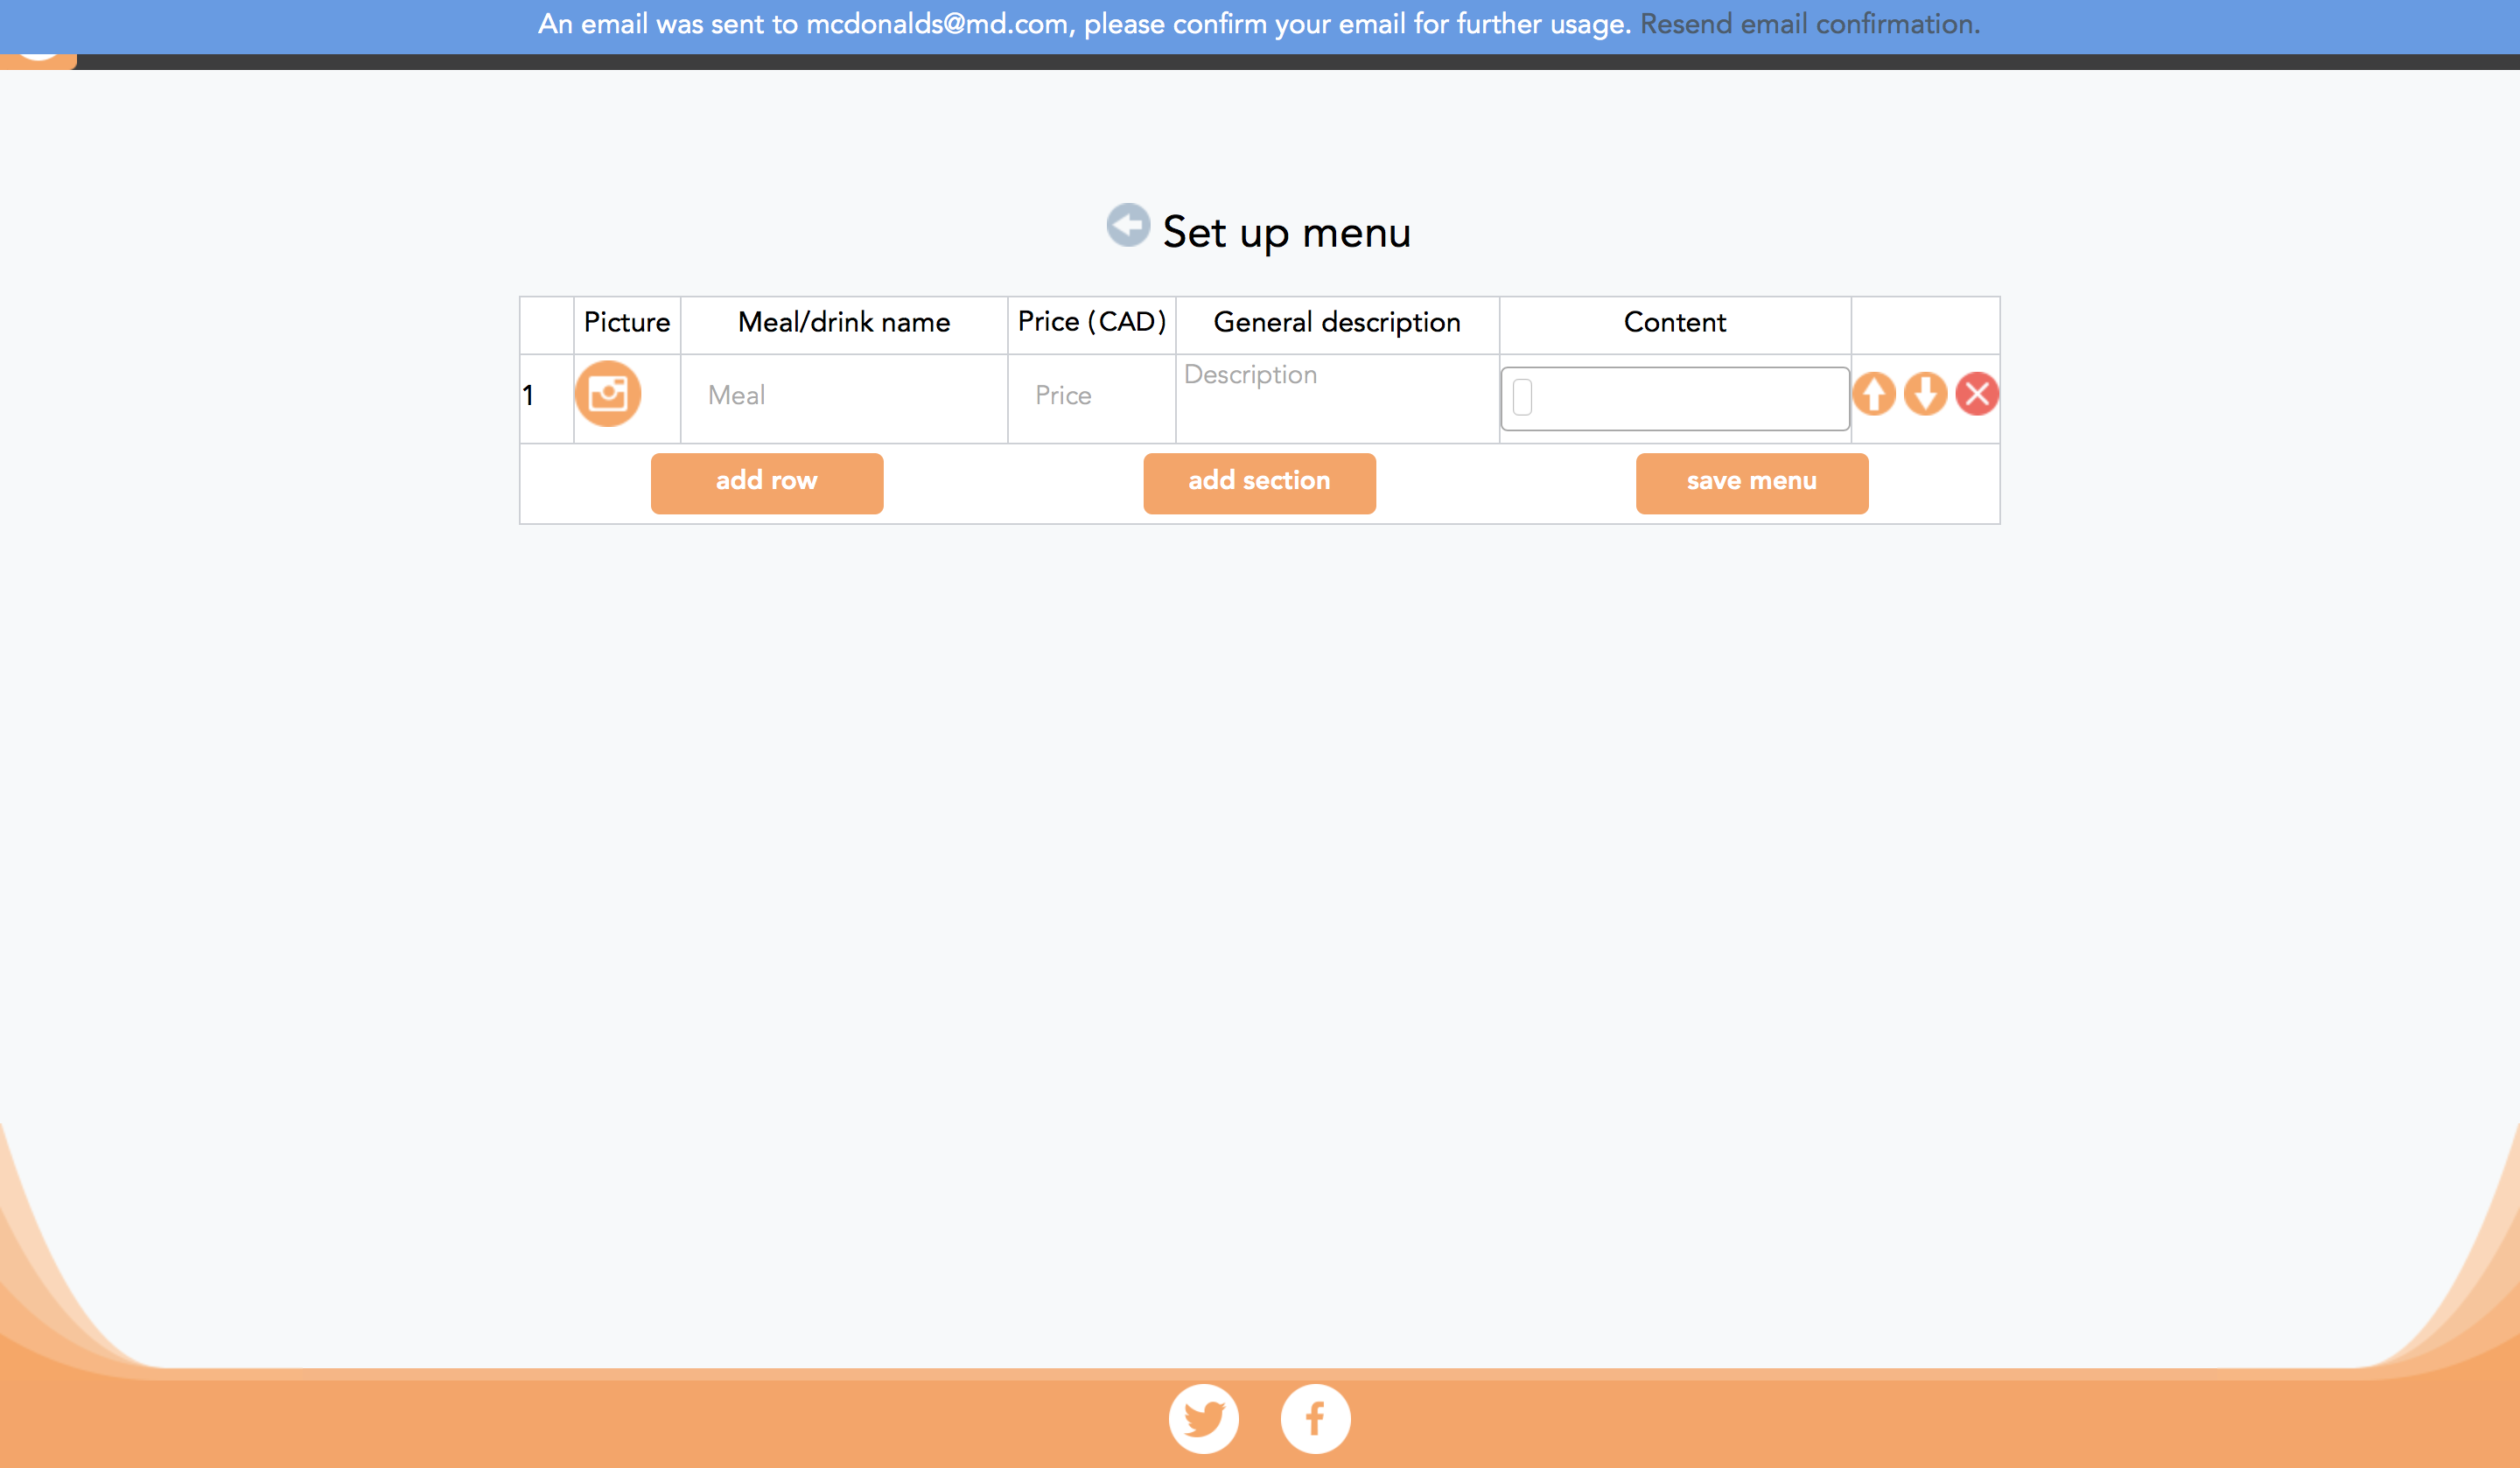 An email was sent to mcdonalds@md.com, please confirm your email for further usage. Resend email confirmation.
Set up menu
Picture Meal/drink name Price (CAD) General description Content
1 Meal Price Description
add row add section save menu